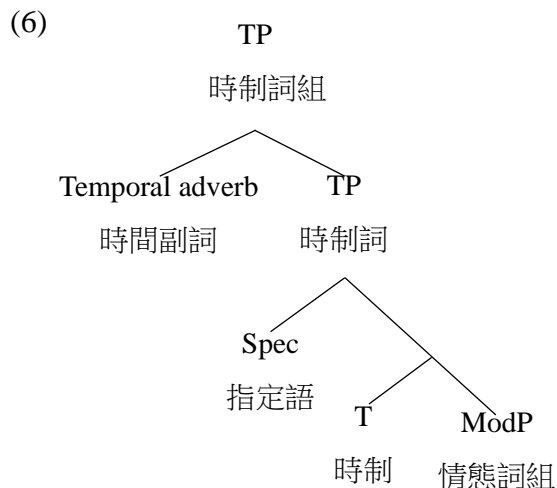 (6)
TP
時制詞組
Temporal adverb TP
時間副詞 時制詞
Spec
指定語
T ModP
時制 情態詞組